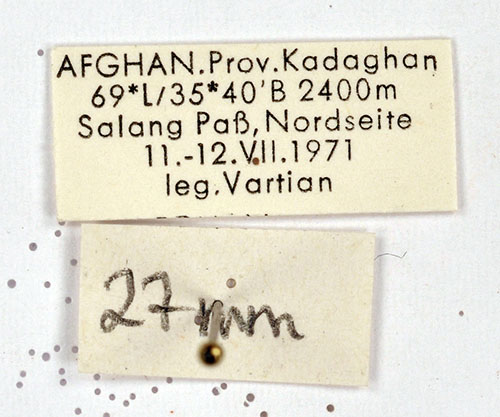 AFGHAN.Prov.Kadaghan
69*L/35*40'B 2400m
Salang Paß,Nordseite
11.-12.VII.1971
leg.Vartian
27mm